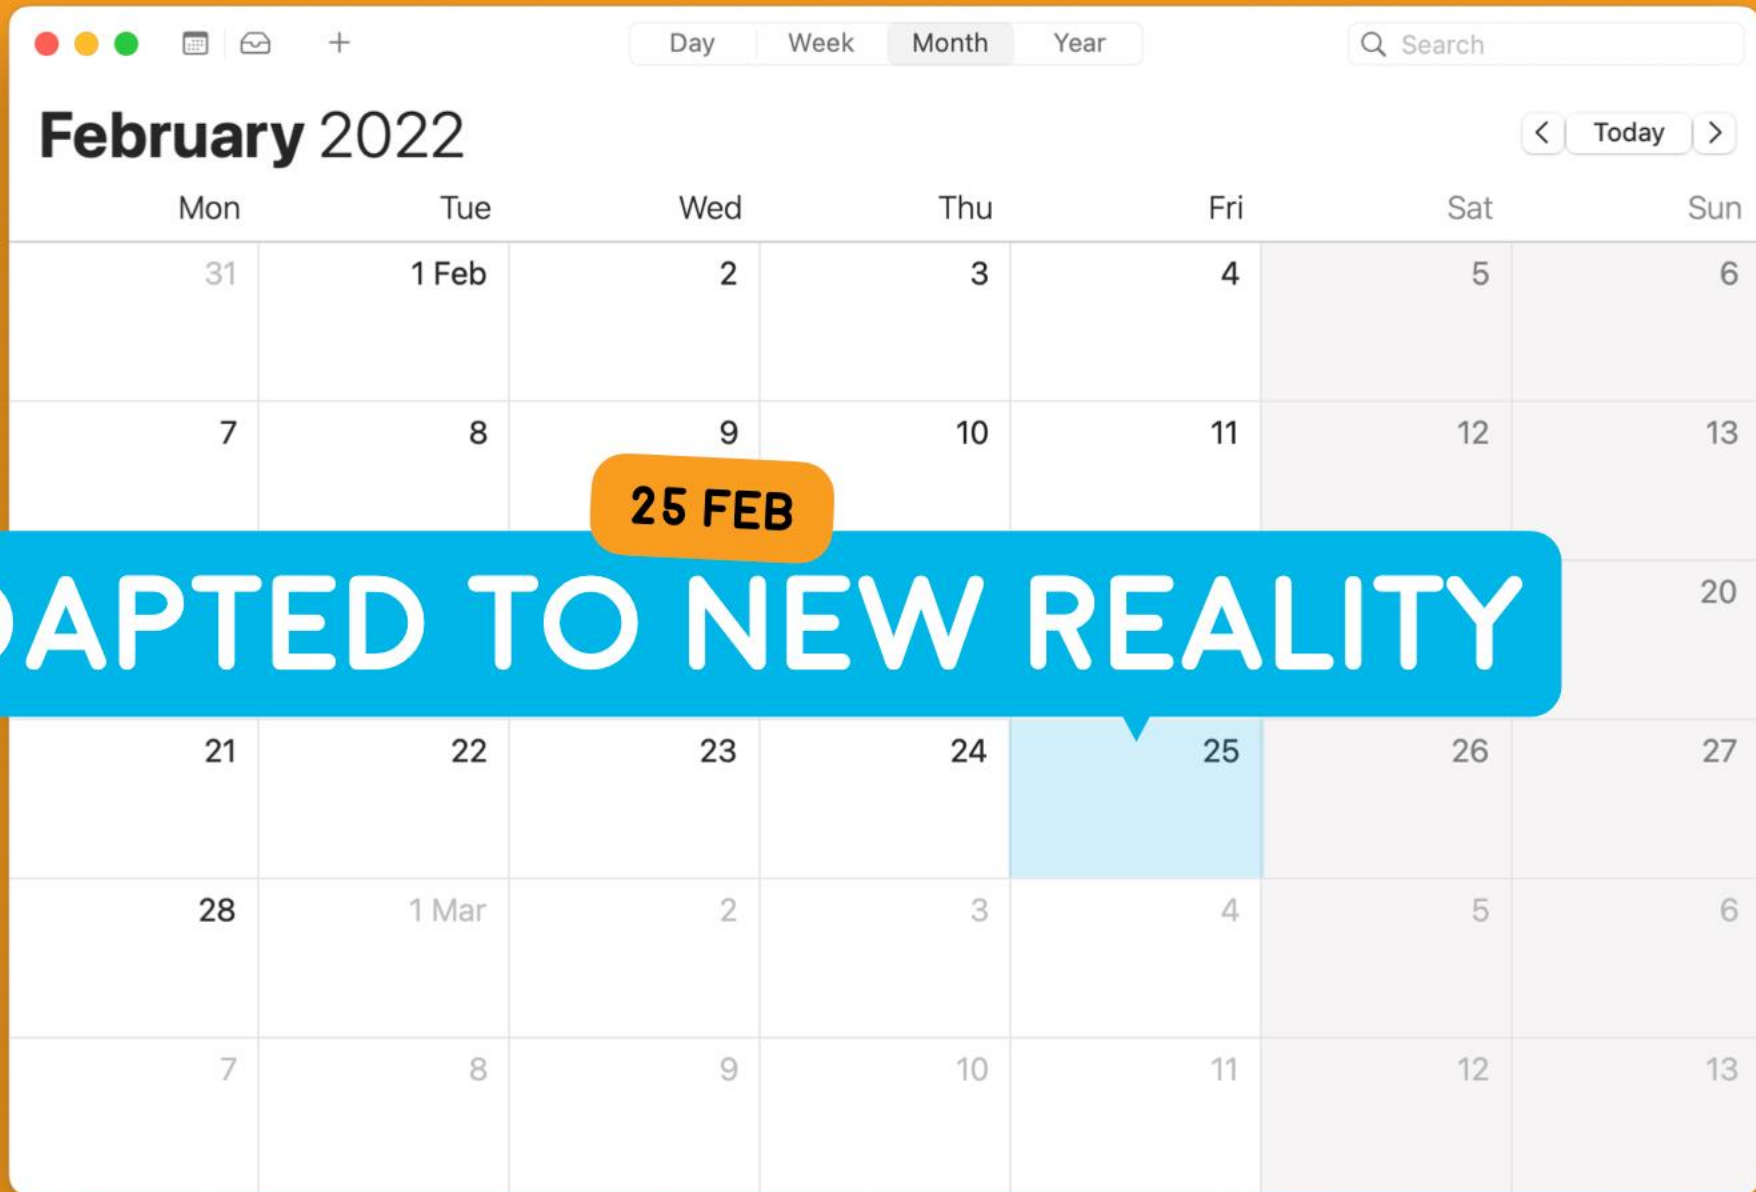 Day Week Month Year Search
February 2022
Today
Mon Tue Wed Thu Fri Sat Sun
31 1 Feb 2 3 4 5 6
7 8 9 10 11 12 13
25 FEB
DAPTED TO NEW REALITY
20
21 22 23 24 25 26 27
28 1 Mar 2 3 4 5 6
7 8 9 10 11 12 13